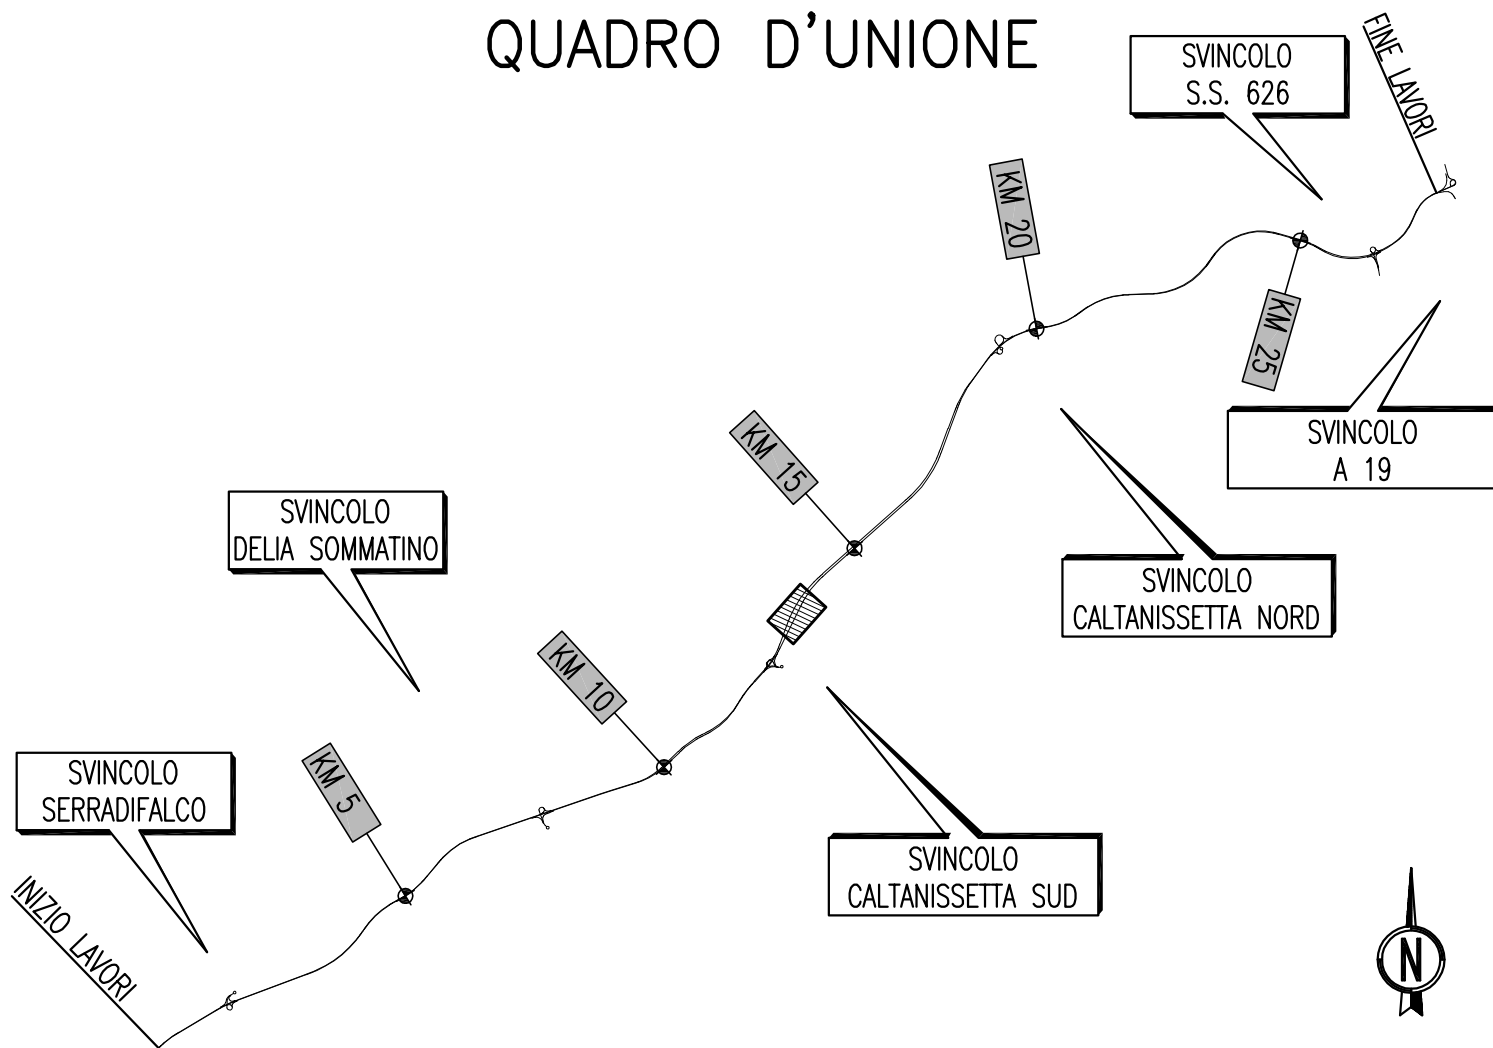 QUADRO D'UNIONE
SVINCOLO
S.S. 626
FINE LAVORI
KM 20
KM 25
SVINCOLO
A 19
KM 15
SVINCOLO
DELIA SOMMATINO
SVINCOLO
CALTANISSETTA NORD
KM 10
KM 5
SVINCOLO
SERRADIFALCO
SVINCOLO
CALTANISSETTA SUD
INIZIO LAVORI
N